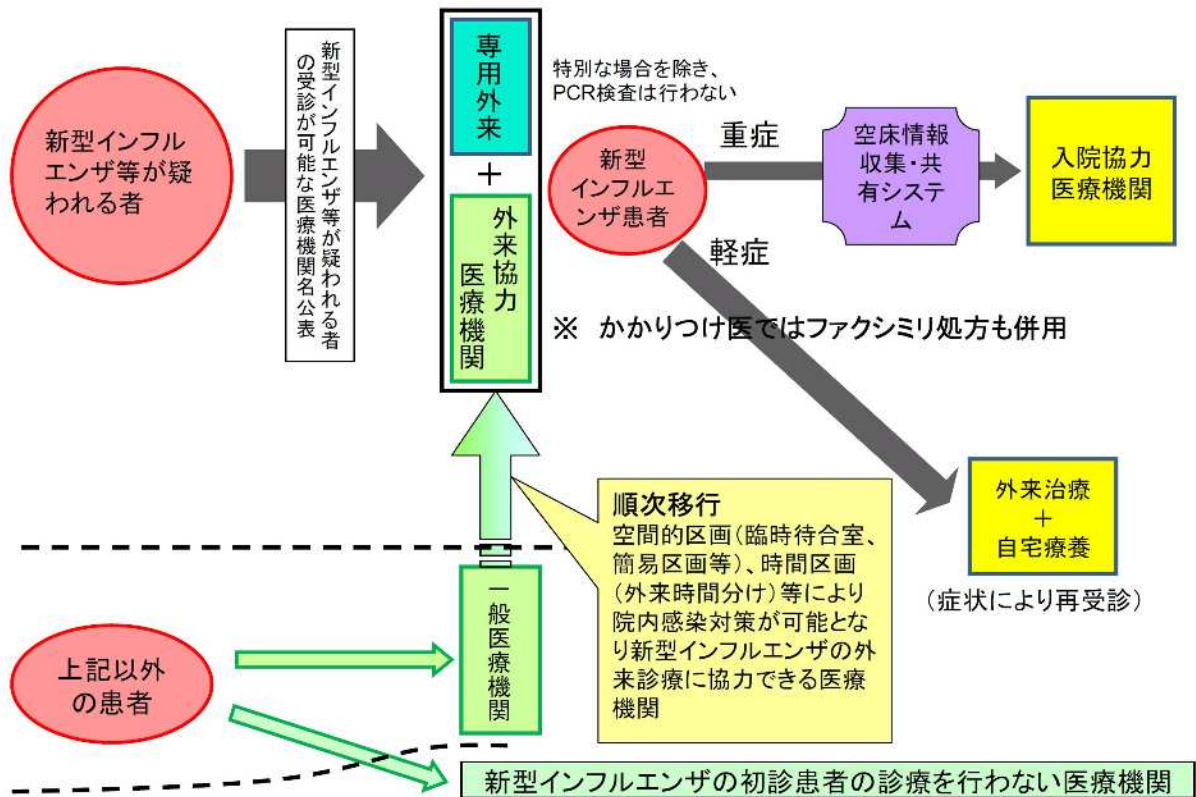 新型インフル
エンザ等が疑
われる者
新型インフルエンザ等が疑われる者
の受診が可能な医療機関名公表
専用外来
＋
外来協力
医療機関
特別な場合を除き、
PCR検査は行わない
新型
インフルエ
ンザ患者
重症
空床情報
収集・共
有システ
ム
入院協力
医療機関
軽症
※ かかりつけ医ではファクシミリ処方も併用
外来治療
＋
自宅療養
(症状により再受診)
順次移行
空間的区画(臨時待合室、
簡易区画等)、時間区画
(外来時間分け)等により
院内感染対策が可能とな
り新型インフルエンザの外
来診療に協力できる医療
機関
一般医療機関
上記以外
の患者
新型インフルエンザの初診患者の診療を行わない医療機関